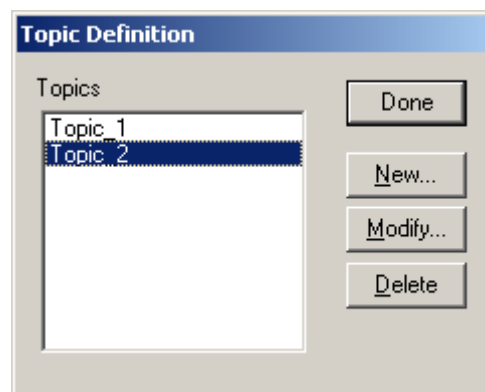 Topic Definition
Topics
Topic_1
Topic_2
Done
New...
Modify...
Delete